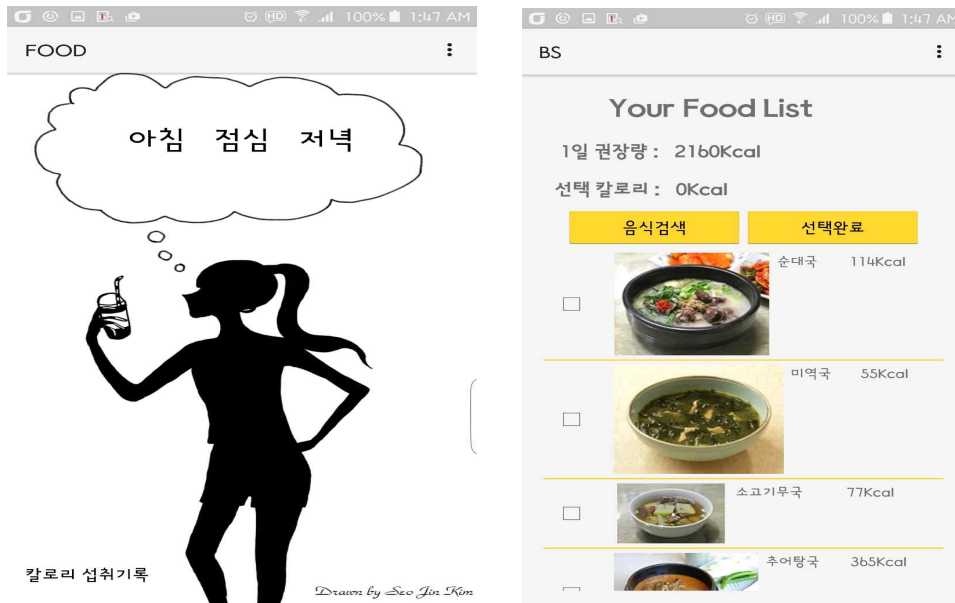 100% 1:47 AM
FOOD
아침 점심 저녁
칼로리 섭취기록
Drawn by Seo Jin Kim
HD 100% 1:47 AM
BS
Your Food List
1일 권장량 : 2160Kcal
선택 칼로리 : 0Kcal
음식검색 선택완료
순대국 114Kcal
미역국 55Kcal
소고기무국 77Kcal
추어탕국 365Kcal